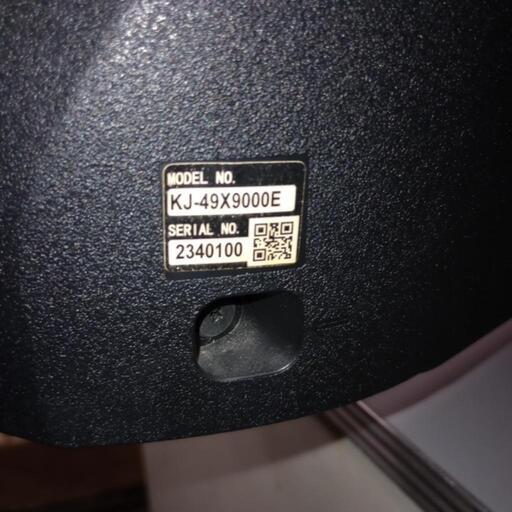 MODEL NO.
KJ-49X9000E
SERIAL NO.
2340100